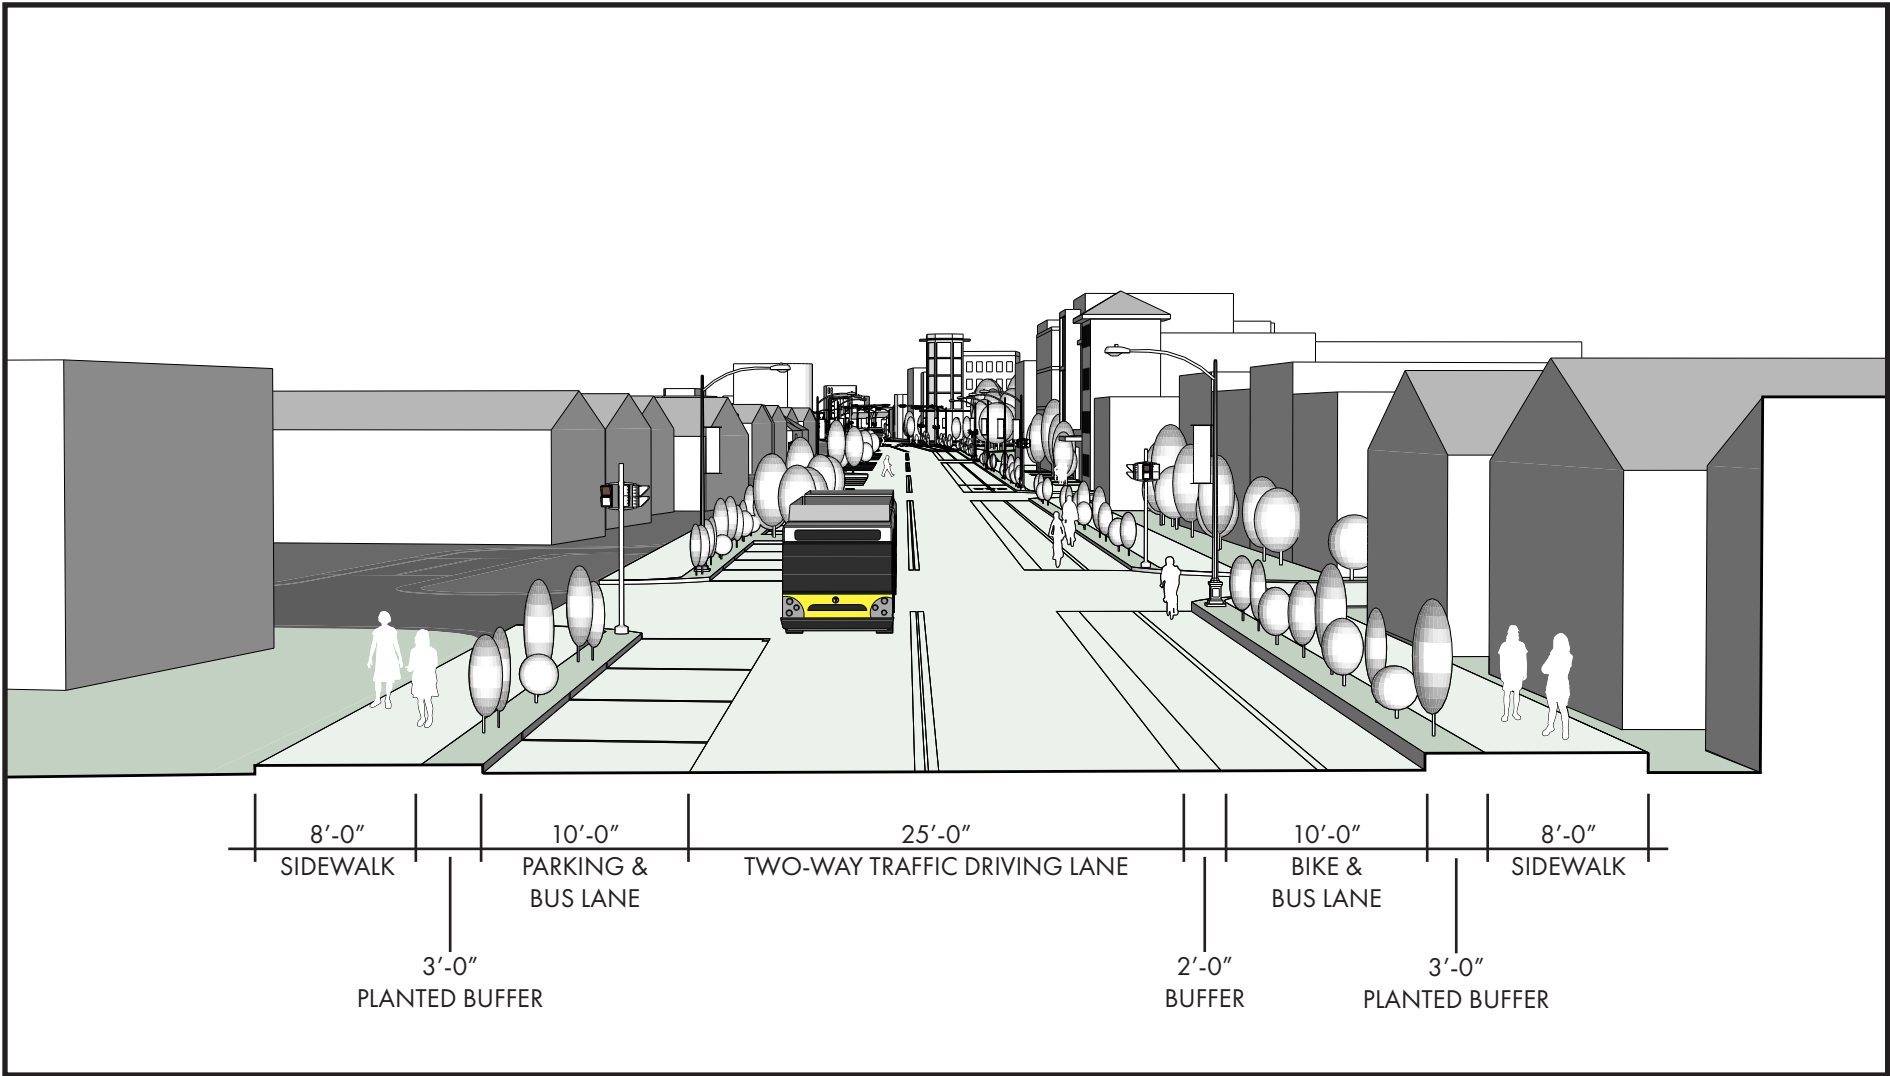 8’-0”
10’-0”
25’-0”
10’-0”
8’-0”
SIDEWALK
PARKING &
BUS LANE
TWO-WAY TRAFFIC DRIVING LANE
BIKE &
BUS LANE
SIDEWALK
3’-0”
PLANTED BUFFER
2’-0”
BUFFER
3’-0”
PLANTED BUFFER